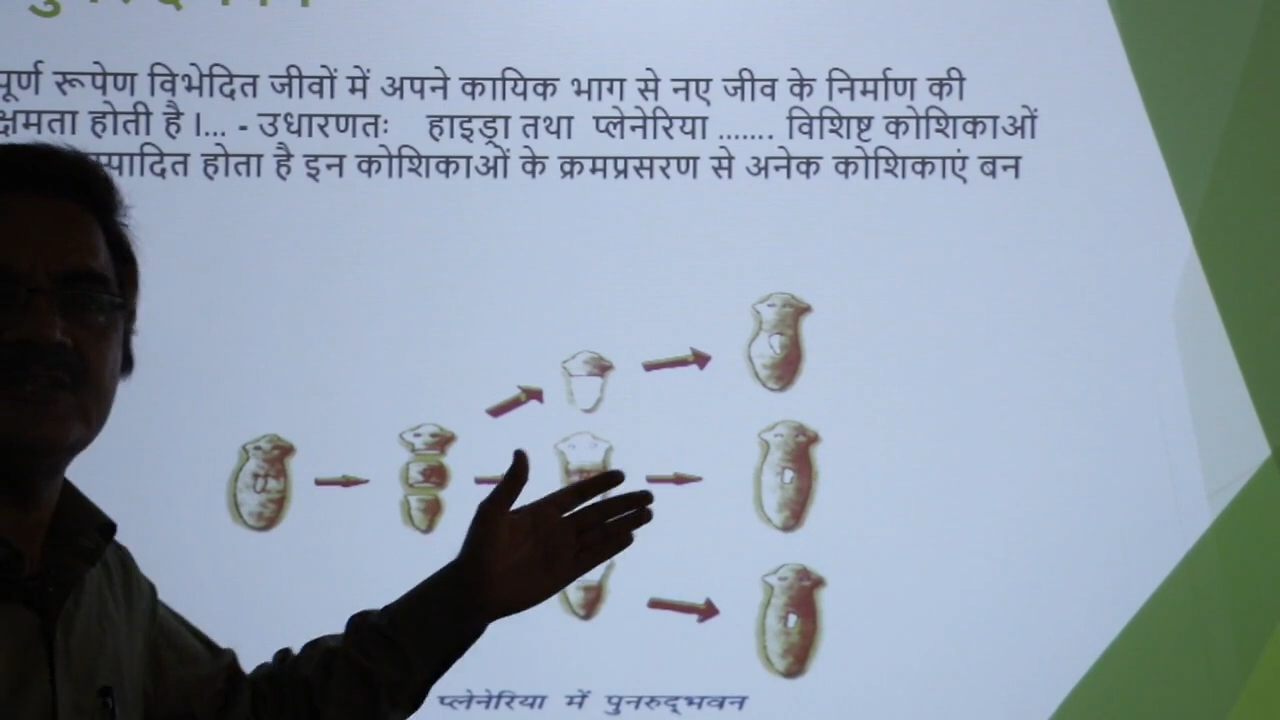 पूर्ण रूपेण विभेदित जीवों में अपने कायिक भाग से नए जीव के निर्माण की
क्षमता होती है ।... - उधारणतः हाइड्रा तथा प्लेनेरिया ....... विशिष्ट कोशिकाओं
होता है इन कोशिकाओं के क्रमप्रसरण से अनेक कोशिकाएं बन
प्लेनेरिया में पुनरुद्भवन